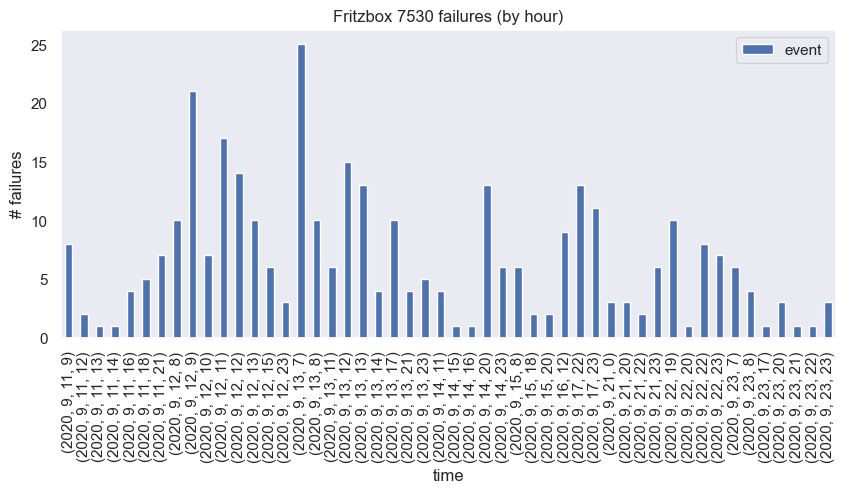 Fritzbox 7530 failures (by hour)
event
# failures
25
20
15
10
5
0
(2020, 9, 11, 9)
(2020, 9, 11, 12)
(2020, 9, 11, 13)
(2020, 9, 11, 14)
(2020, 9, 11, 16)
(2020, 9, 11, 18)
(2020, 9, 11, 21)
(2020, 9, 12, 8)
(2020, 9, 12, 9)
(2020, 9, 12, 10)
(2020, 9, 12, 11)
(2020, 9, 12, 12)
(2020, 9, 12, 13)
(2020, 9, 12, 15)
(2020, 9, 12, 23)
(2020, 9, 13, 7)
(2020, 9, 13, 8)
(2020, 9, 13, 11)
(2020, 9, 13, 12)
(2020, 9, 13, 13)
(2020, 9, 13, 14)
(2020, 9, 13, 17)
(2020, 9, 13, 21)
(2020, 9, 13, 23)
(2020, 9, 14, 11)
(2020, 9, 14, 15)
(2020, 9, 14, 16)
(2020, 9, 14, 20)
(2020, 9, 14, 23)
(2020, 9, 15, 8)
(2020, 9, 15, 18)
(2020, 9, 15, 20)
(2020, 9, 16, 12)
(2020, 9, 17, 22)
(2020, 9, 17, 23)
(2020, 9, 21, 0)
(2020, 9, 21, 20)
(2020, 9, 21, 22)
(2020, 9, 21, 23)
(2020, 9, 22, 19)
(2020, 9, 22, 20)
(2020, 9, 22, 22)
(2020, 9, 22, 23)
(2020, 9, 23, 7)
(2020, 9, 23, 8)
(2020, 9, 23, 17)
(2020, 9, 23, 20)
(2020, 9, 23, 21)
(2020, 9, 23, 22)
(2020, 9, 23, 23)
time